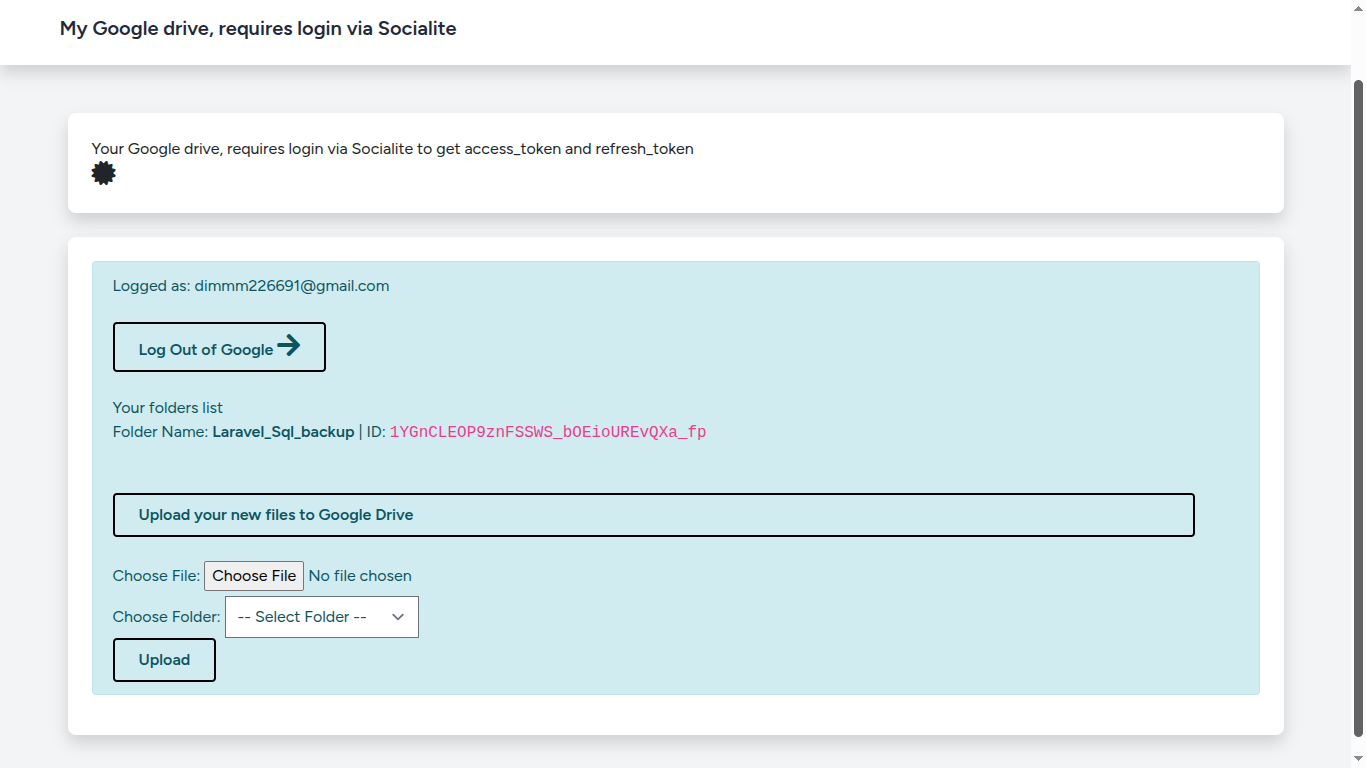 My Google drive, requires login via Socialite
Your Google drive, requires login via Socialite to get access_token and refresh_token
Logged as: dimmm226691@gmail.com
Log Out of Google
Your folders list
Folder Name: Laravel_Sql_backup | ID: 1YGnCLEOP9znFSSWS_bOEioUREvQXa_fp
Upload your new files to Google Drive
Choose File: Choose File No file chosen
Choose Folder: -- Select Folder --
Upload